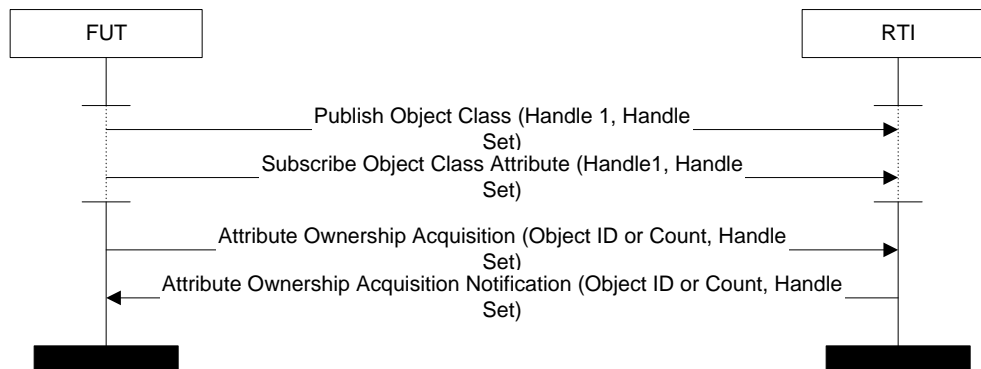 FUT
RTI
Publish Object Class (Handle 1, Handle
Set)
Subscribe Object Class Attribute (Handle1, Handle
Set)
Attribute Ownership Acquisition (Object ID or Count, Handle
Set)
Attribute Ownership Acquisition Notification (Object ID or Count, Handle
Set)